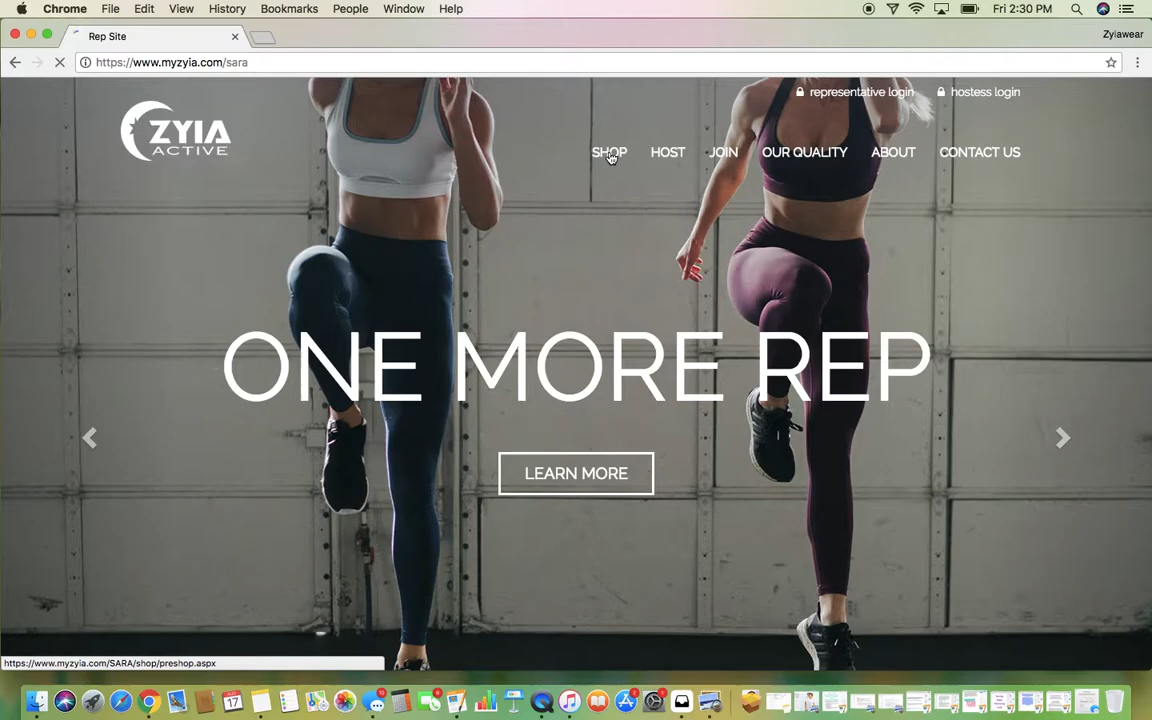 Chrome File Edit View History Bookmarks People Window Help Fri 2:30 PM
Rep Site Zyiawear
https://www.myzyia.com/sara
representative login hostess login
ZYIA
ACTIVE
SHOP HOST JOIN OUR QUALITY ABOUT CONTACT US
ONE MORE REP
LEARN MORE
https://www.myzyia.com/SARA/shop/preshop.aspx
17